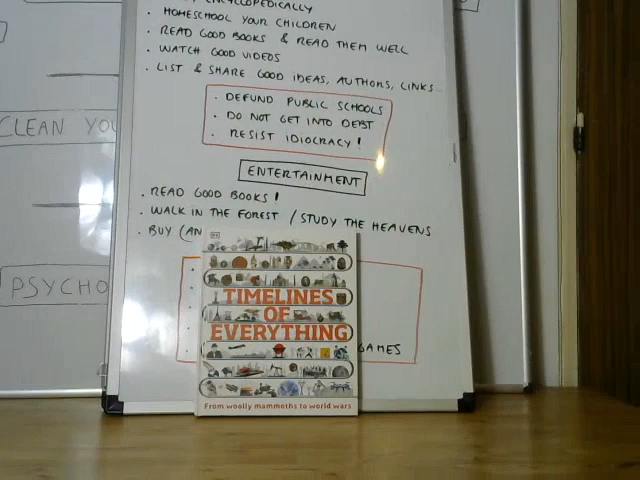 ENCYCLOPEDICALLY
· HOMESCHOOL YOUR CHILDREN
· READ GOOD BOOKS & READ THEM WELL
· WATCH GOOD VIDEOS
· LIST & SHARE GOOD IDEAS, AUTHORS, LINKS
· DEFUND PUBLIC SCHOOLS
· DO NOT GET INTO DEBT
· RESIST IDIOCRACY!
CLEAN YOU
ENTERTAINMENT
· READ GOOD BOOKS!
· WALK IN THE FOREST / STUDY THE HEAVENS
· BUY (AN
PSYCHO
DK
TIMELINES
OF
EVERYTHING
GAMES
From woolly mammoths to world wars